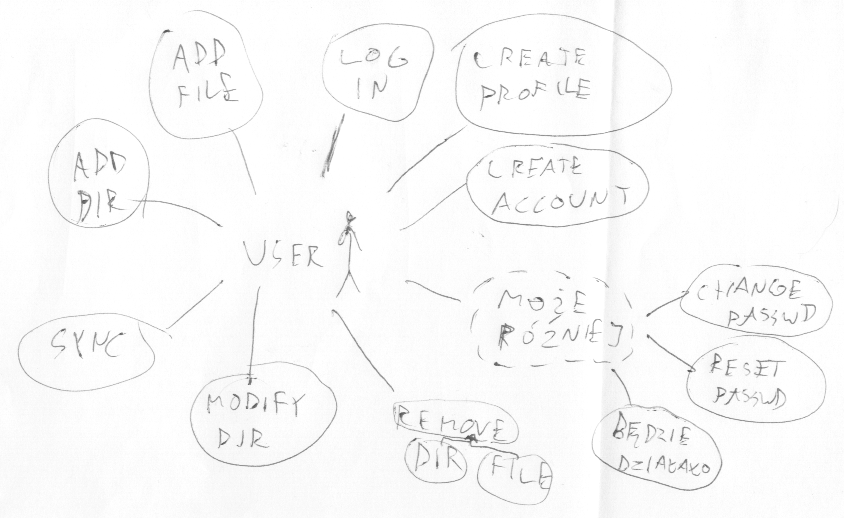 ADD
FILE
LOG
IN
CREATE
PROFILE
ADD
DIR
CREATE
ACCOUNT
USER
MOŻE
RÓŹNIEJ
CHANGE
PASSWD
SYNC
RESET
PASSWD
MODIFY
DIR
REMOVE
DIR
FILE
BĘDZIE
DZIAŁAŁO